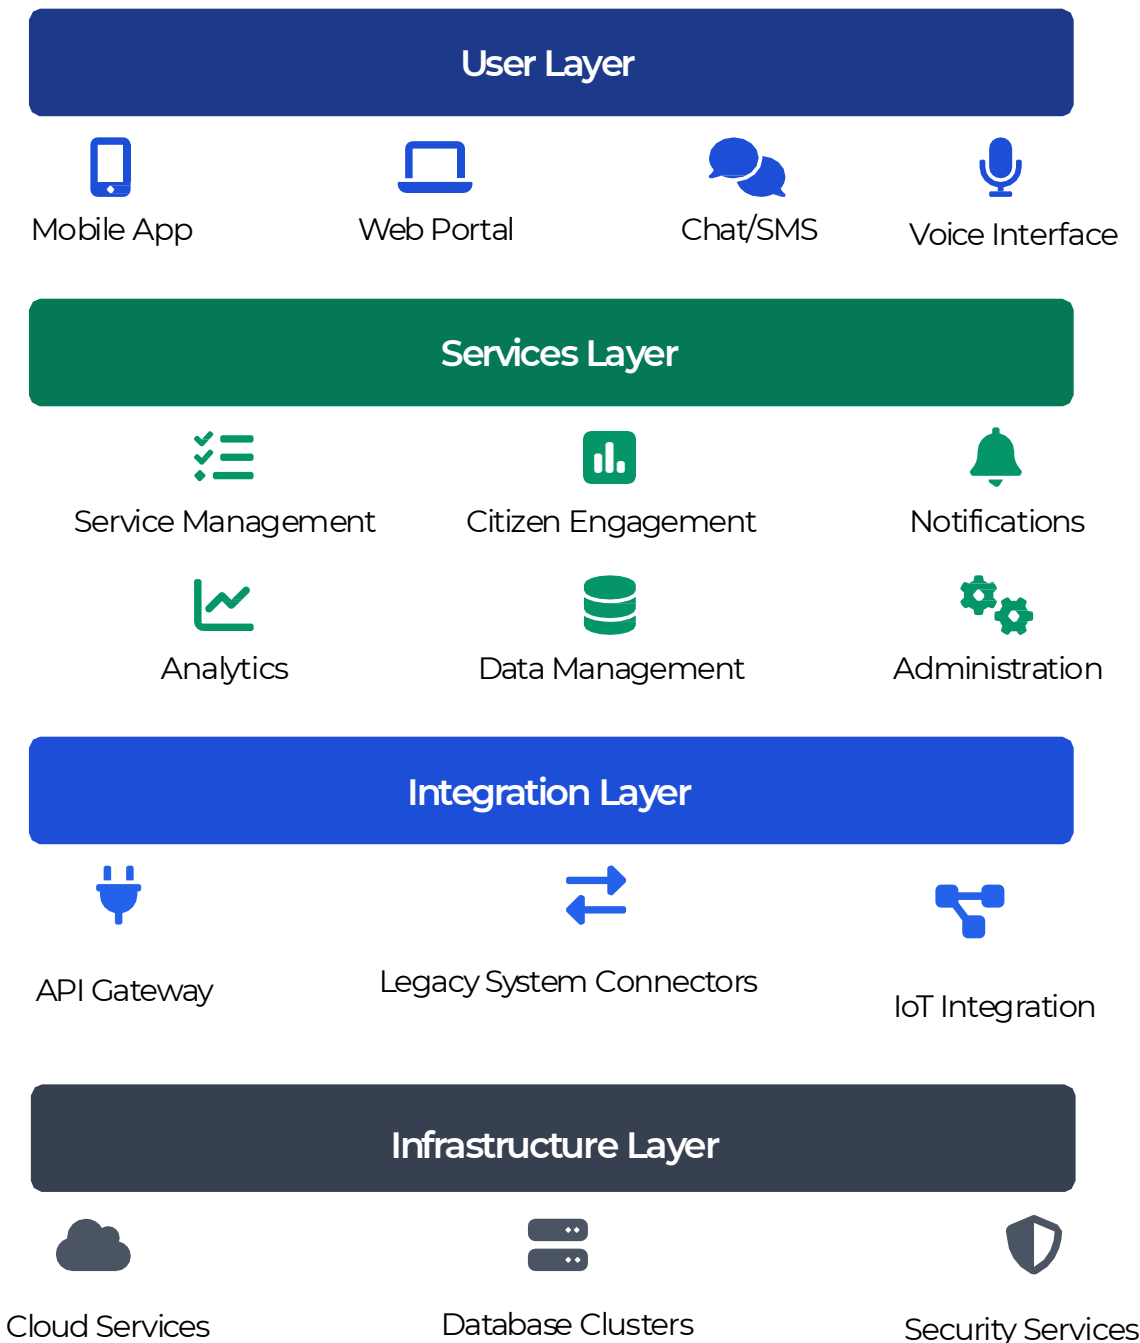 User Layer
Mobile App
Web Portal
Chat/SMS
Voice Interface
Services Layer
Service Management
Citizen Engagement
Notifications
Analytics
Data Management
Administration
Integration Layer
API Gateway
Legacy System Connectors
IoT Integration
Infrastructure Layer
Cloud Services
Database Clusters
Security Services